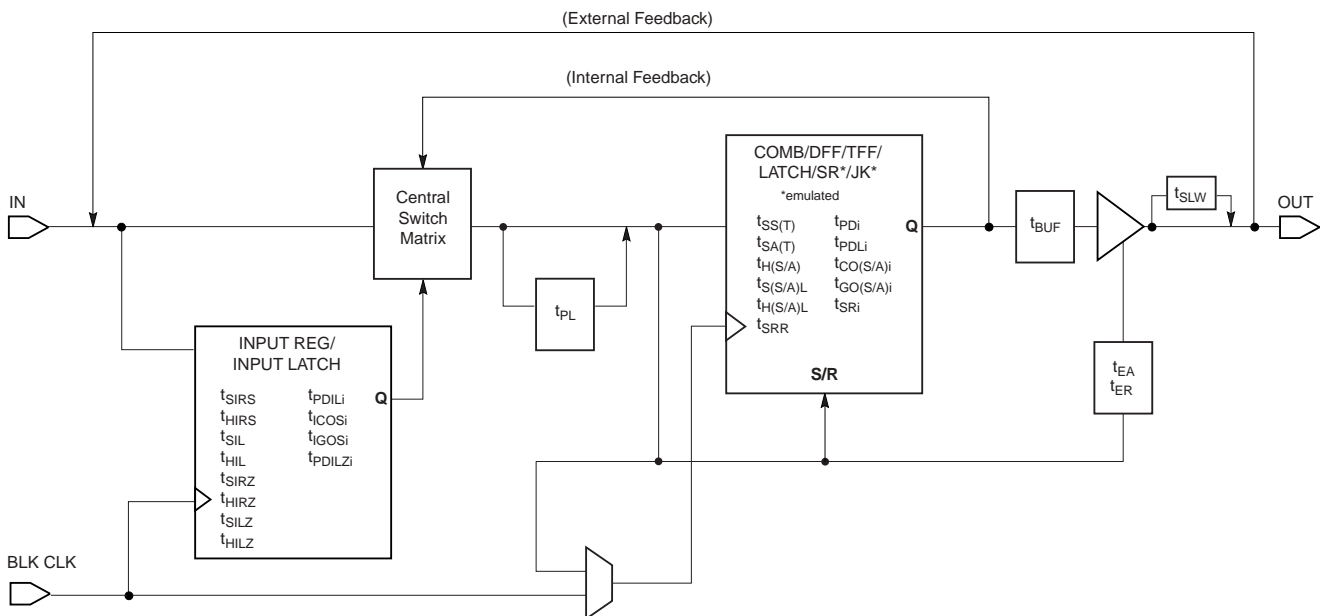 (External Feedback)
(Internal Feedback)
COMB/DFF/TFF/
LATCH/SR*/JK*
*emulated
IN
Central
Switch
Matrix
tSS(T)
tSA(T)
tH(S/A)
tS(S/A)L
tH(S/A)L
tSRR
tPDi
tPDLi
tCO(S/A)i
tGO(S/A)i
tSRi
Q
S/R
tBUF
tSLW
OUT
tPL
tEA
tER
INPUT REG/
INPUT LATCH
tSIRS
tHIRS
tSIL
tHIL
tSIRZ
tHIRZ
tSILZ
tHILZ
tPDILi
tICOSi
tIGOSi
tPDILZi
Q
BLK CLK